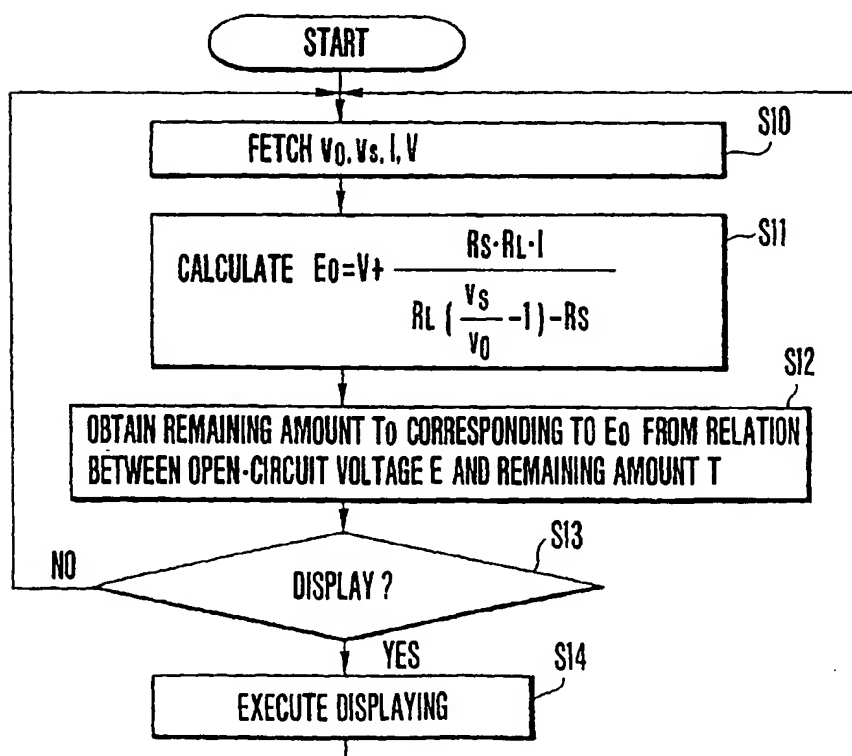 START
FETCH v0, vs, I, V
S10
CALCULATE E0=V+ RS·RL·I
RL ( vs
v0 -1)-RS
S11
S12
OBTAIN REMAINING AMOUNT T0 CORRESPONDING TO E0 FROM RELATION
BETWEEN OPEN-CIRCUIT VOLTAGE E AND REMAINING AMOUNT T
S13
NO
DISPLAY ?
YES
S14
EXECUTE DISPLAYING